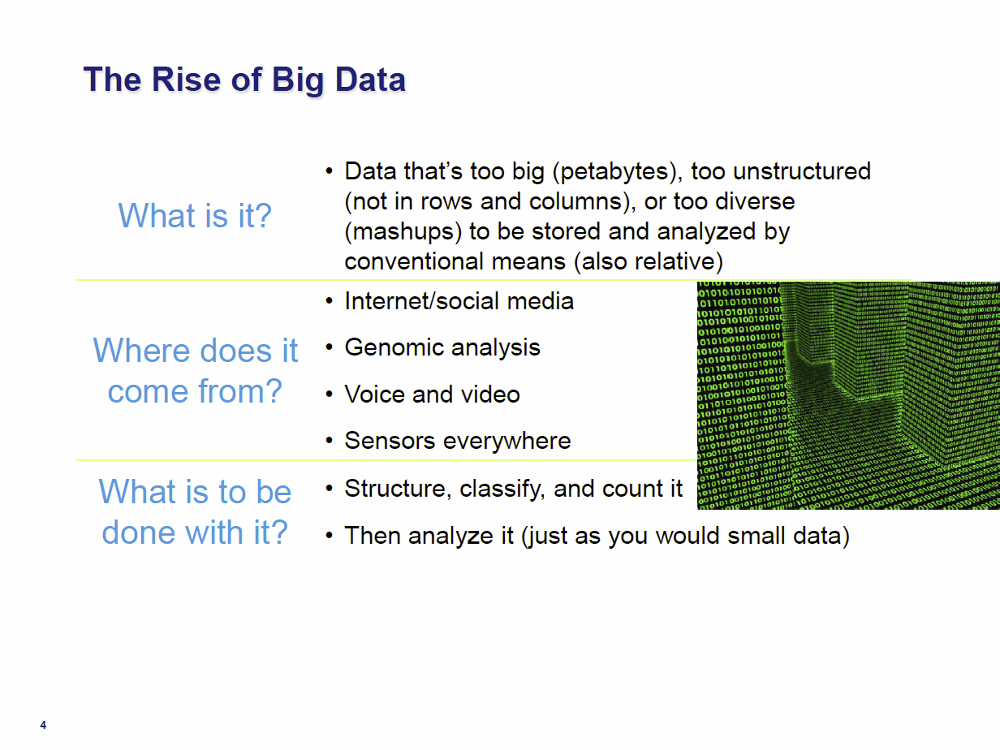 The Rise of Big Data
What is it?
• Data that’s too big (petabytes), too unstructured
(not in rows and columns), or too diverse
(mashups) to be stored and analyzed by
conventional means (also relative)
Where does it
come from?
• Internet/social media
• Genomic analysis
• Voice and video
• Sensors everywhere
What is to be
done with it?
• Structure, classify, and count it
• Then analyze it (just as you would small data)
4